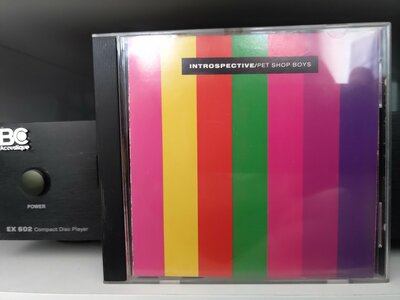 INTROSPECTIVE/PET SHOP BOYS
BC
Acoustique
POWER
EX 602 Compact Disc Player